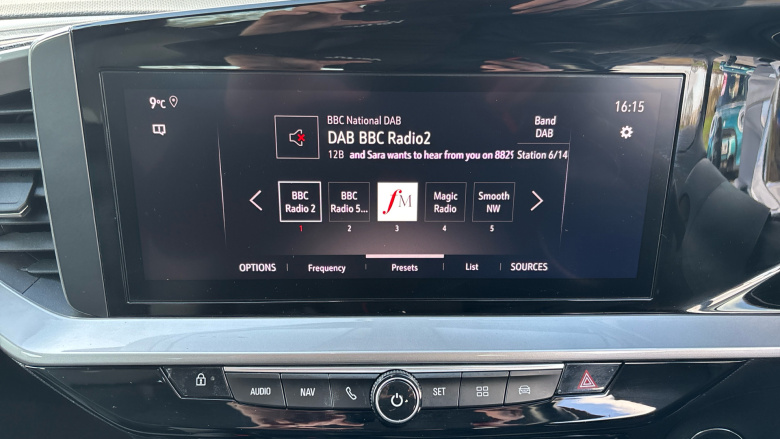 9°C
16:15
BBC National DAB
DAB BBC Radio2
12B and Sara wants to hear from you on 8829
Band
DAB
Station 6/14
BBC
Radio 2
BBC
Radio 5...
fM
Magic
Radio
Smooth
NW
1 2 3 4 5
OPTIONS Frequency Presets List SOURCES
AUDIO NAV SET